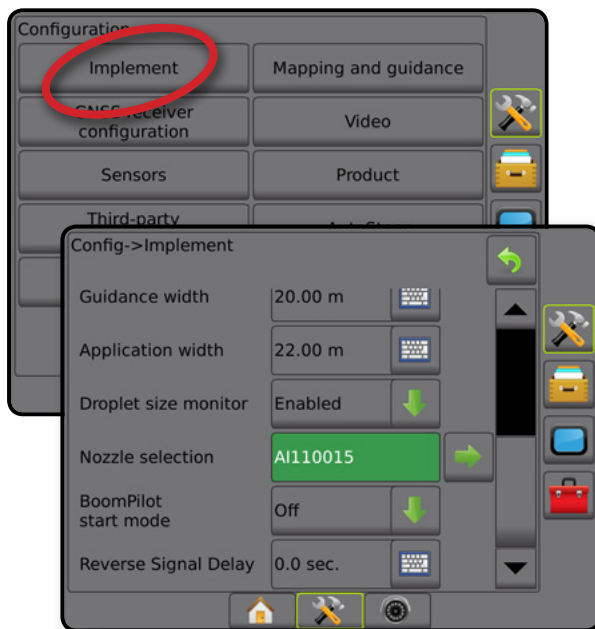 Configuration
Implement
Mapping and guidance
GNSS receiver
configuration
Video
Sensors
Product
Third-party
Config->Implement
Guidance width
20.00 m
Application width
22.00 m
Droplet size monitor
Enabled
Nozzle selection
AI110015
BoomPilot
start mode
Off
Reverse Signal Delay
0.0 sec.